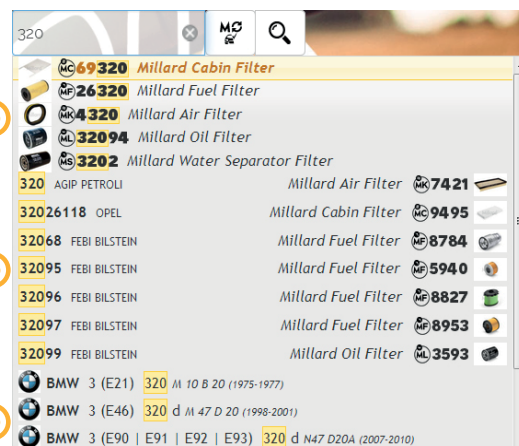 320
MC69320 Millard Cabin Filter
MF26320 Millard Fuel Filter
MK4320 Millard Air Filter
ML32094 Millard Oil Filter
MS3202 Millard Water Separator Filter
320 AGIP PETROLI Millard Air Filter MK7421
32026118 OPEL Millard Cabin Filter MC9495
32068 FEBI BILSTEIN Millard Fuel Filter MF8784
32095 FEBI BILSTEIN Millard Fuel Filter MF5940
32096 FEBI BILSTEIN Millard Fuel Filter MF8827
32097 FEBI BILSTEIN Millard Fuel Filter MF8953
32099 FEBI BILSTEIN Millard Oil Filter ML3593
BMW 3 (E21) 320 M 10 B 20 (1975-1977)
BMW 3 (E46) 320 d M 47 D 20 (1998-2001)
BMW 3 (E90 | E91 | E92 | E93) 320 d N47 D20A (2007-2010)